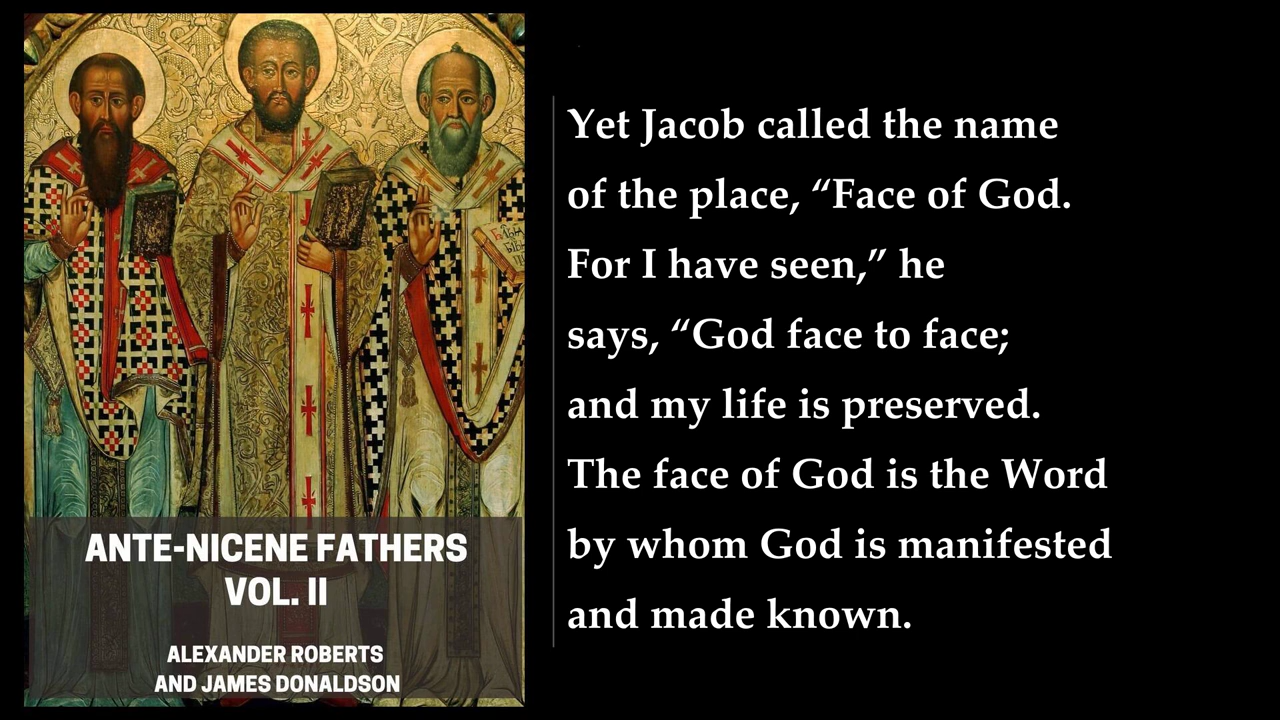 Yet Jacob called the name
of the place, “Face of God.
For I have seen,” he
says, “God face to face;
and my life is preserved.
The face of God is the Word
by whom God is manifested
and made known.
ANTE-NICENE FATHERS
VOL. II
ALEXANDER ROBERTS
AND JAMES DONALDSON